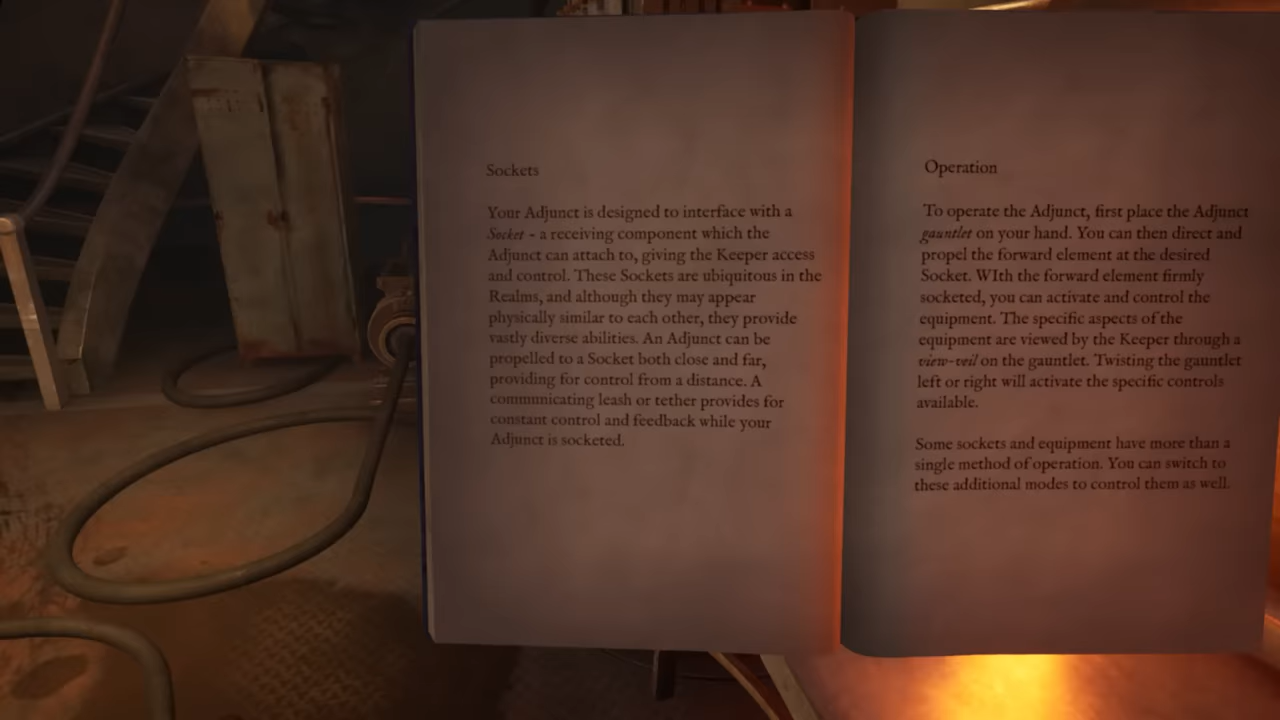 Sockets
Your Adjunct is designed to interface with a
Socket - a receiving component which the
Adjunct can attach to, giving the Keeper access
and control. These Sockets are ubiquitous in the
Realms, and although they may appear
physically similar to each other, they provide
vastly diverse abilities. An Adjunct can be
propelled to a Socket both close and far,
providing for control from a distance. A
communicating leash or tether provides for
constant control and feedback while your
Adjunct is socketed.
Operation
To operate the Adjunct, first place the Adjunct
gauntlet on your hand. You can then direct and
propel the forward element at the desired
Socket. WIth the forward element firmly
socketed, you can activate and control the
equipment. The specific aspects of the
equipment are viewed by the Keeper through a
view-veil on the gauntlet. Twisting the gauntlet
left or right will activate the specific controls
available.
Some sockets and equipment have more than a
single method of operation. You can switch to
these additional modes to control them as well.